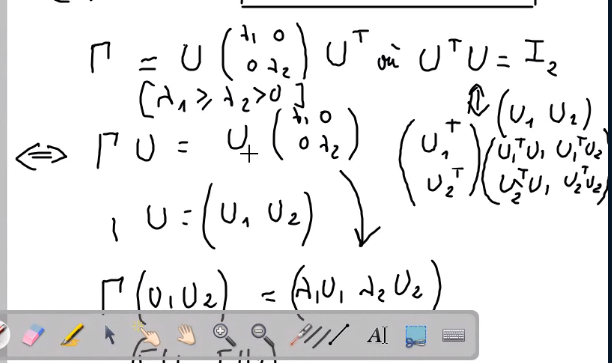 Γ = U (λ1 0 0 λ2) U^T où U^T U = I2
[λ1 ≥ λ2 > 0] ⇕ (U1 U2)
⇔ Γ U = U (λ1 0 0 λ2) (U1^T U2^T) (U1^T U1 U1^T U2 U2^T U1 U2^T U2)
U = (U1 U2)
Γ (U1 U2) = (λ1 U1 λ2 U2)
AI